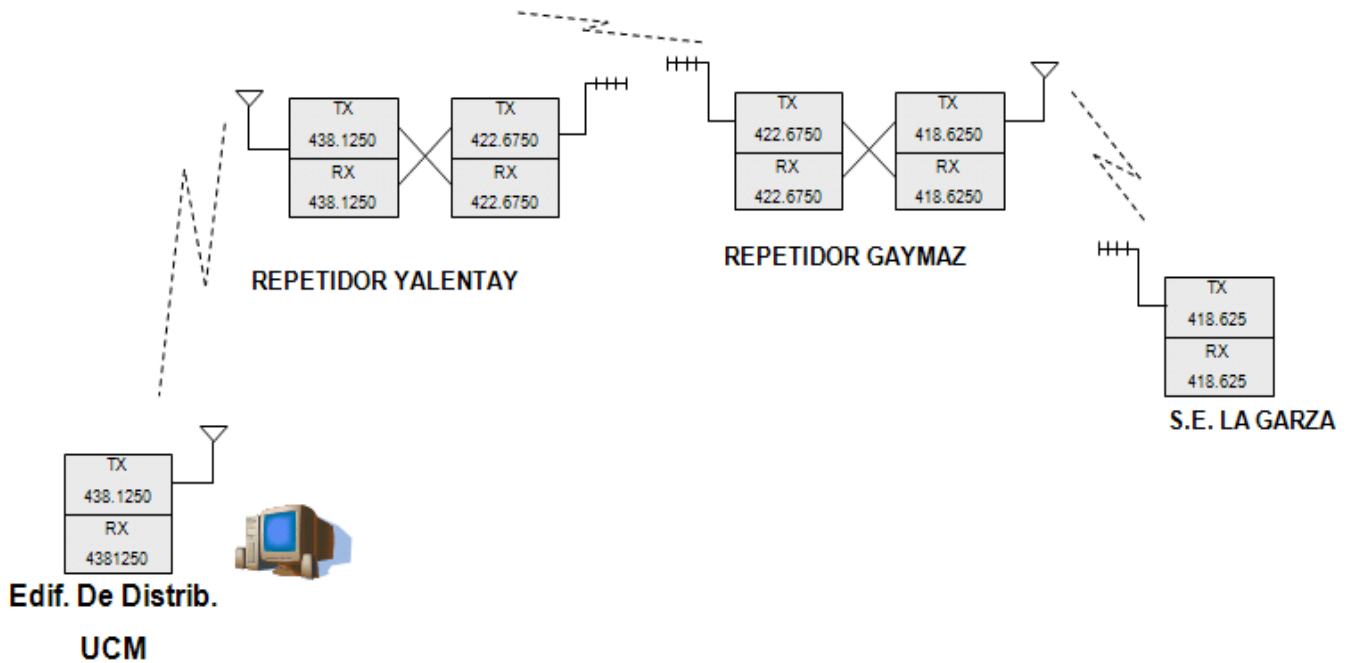 TX
438.1250
RX
438.1250
TX
422.6750
RX
422.6750
REPETIDOR YALENTAY
TX
422.6750
RX
422.6750
TX
418.6250
RX
418.6250
REPETIDOR GAYMAZ
TX
418.625
RX
418.625
S.E. LA GARZA
TX
438.1250
RX
4381250
Edif. De Distrib.
UCM